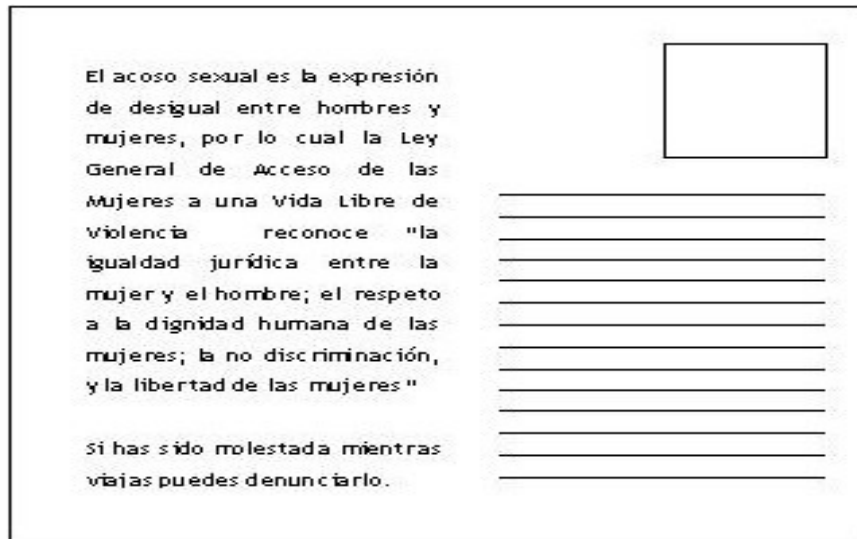 El acoso sexual es la expresión
de desigual entre hombres y
mujeres, por lo cual la Ley
General de Acceso de las
Mujeres a una Vida Libre de
Violencia reconoce "la
igualdad jurídica entre la
mujer y el hombre; el respeto
a la dignidad humana de las
mujeres; la no discriminación,
y la libertad de las mujeres"
Si has sido molestada mientras
viajas puedes denunciarlo.